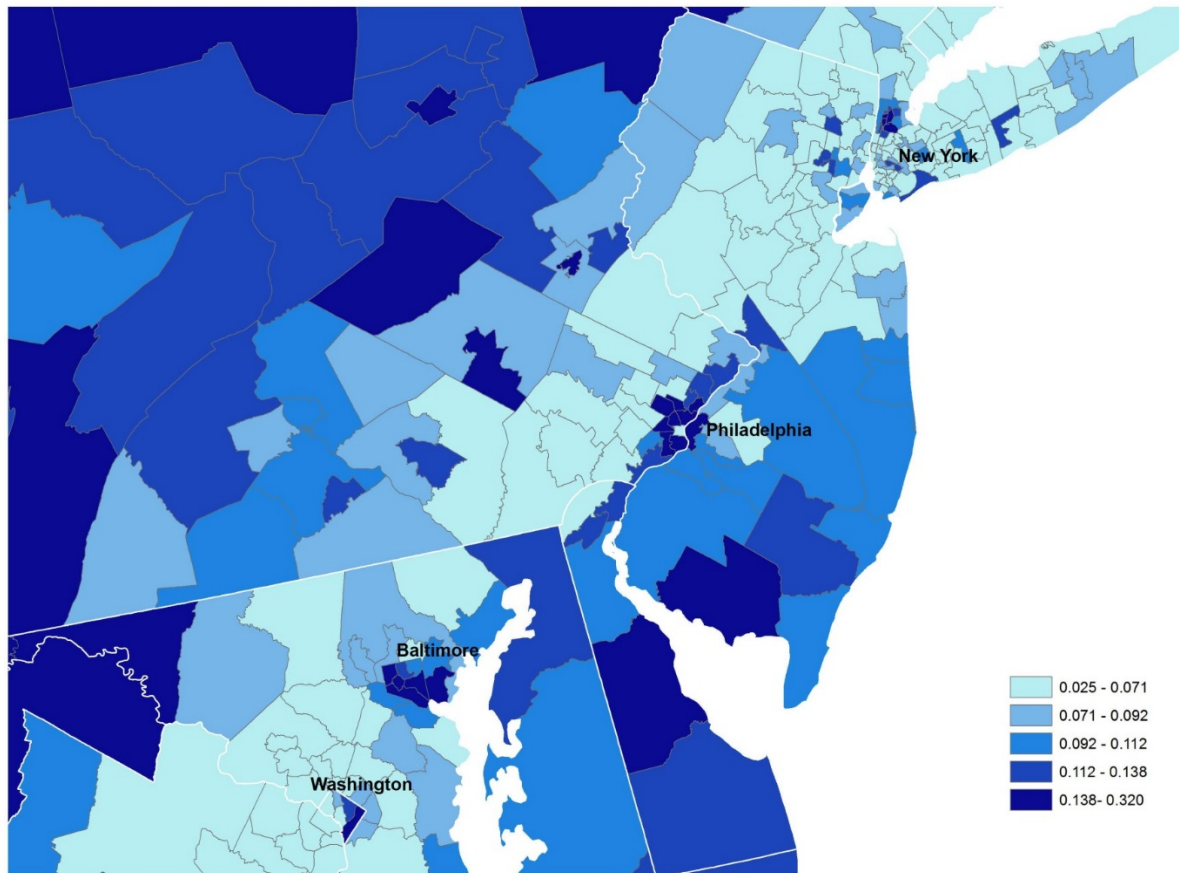 New York
Philadelphia
Baltimore
Washington
0.025 - 0.071
0.071 - 0.092
0.092 - 0.112
0.112 - 0.138
0.138- 0.320